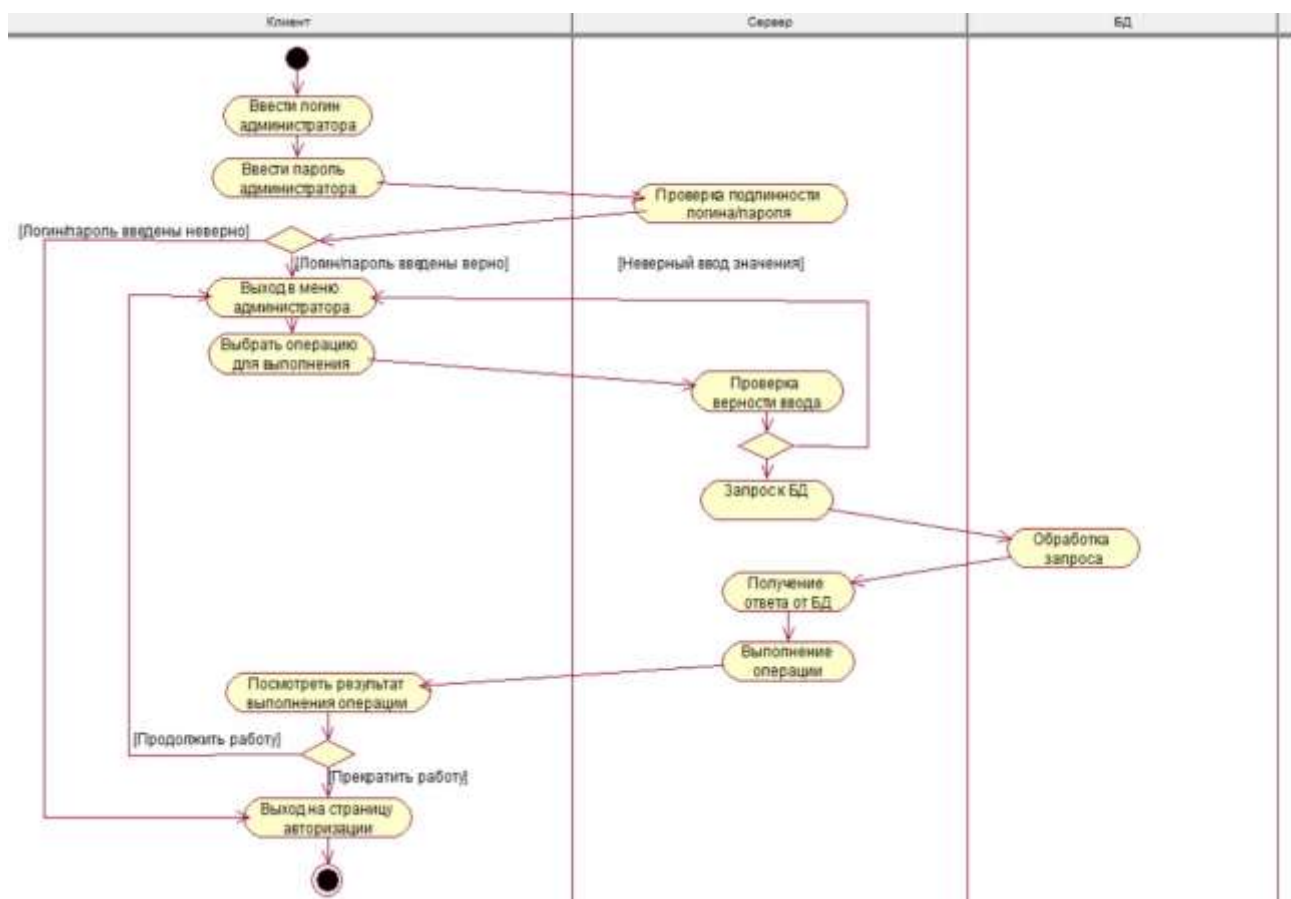 Клиент
Сервер
БД
Ввести логин
администратора
Ввести пароль
администратора
Проверка подлинности
логина/пароля
[Логин/пароль введены неверно]
[Логин/пароль введены верно]
[Неверный ввод значения]
Выход в меню
администратора
Выбрать операцию
для выполнения
Проверка
верности ввода
Запрос к БД
Обработка
запроса
Получение
ответа от БД
Выполнение
операции
Посмотреть результат
выполнения операции
[Продолжить работу]
[Прекратить работу]
Выход на страницу
авторизации